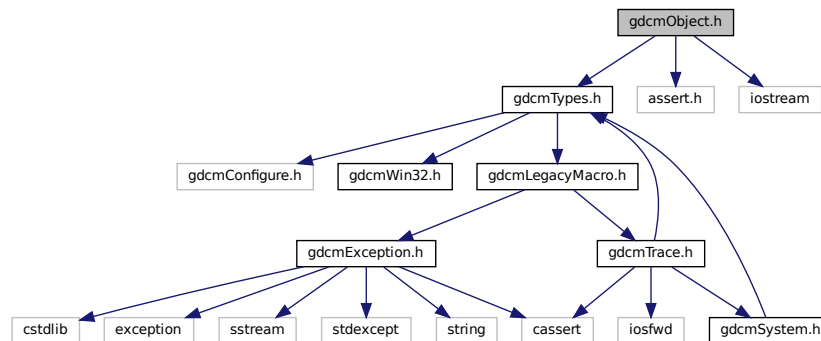 gdcmObject.h
gdcmTypes.h
assert.h
iostream
gdcmConfigure.h
gdcmWin32.h
gdcmLegacyMacro.h
gdcmException.h
gdcmTrace.h
cstdlib
exception
sstream
stdexcept
string
cassert
iosfwd
gdcmSystem.h